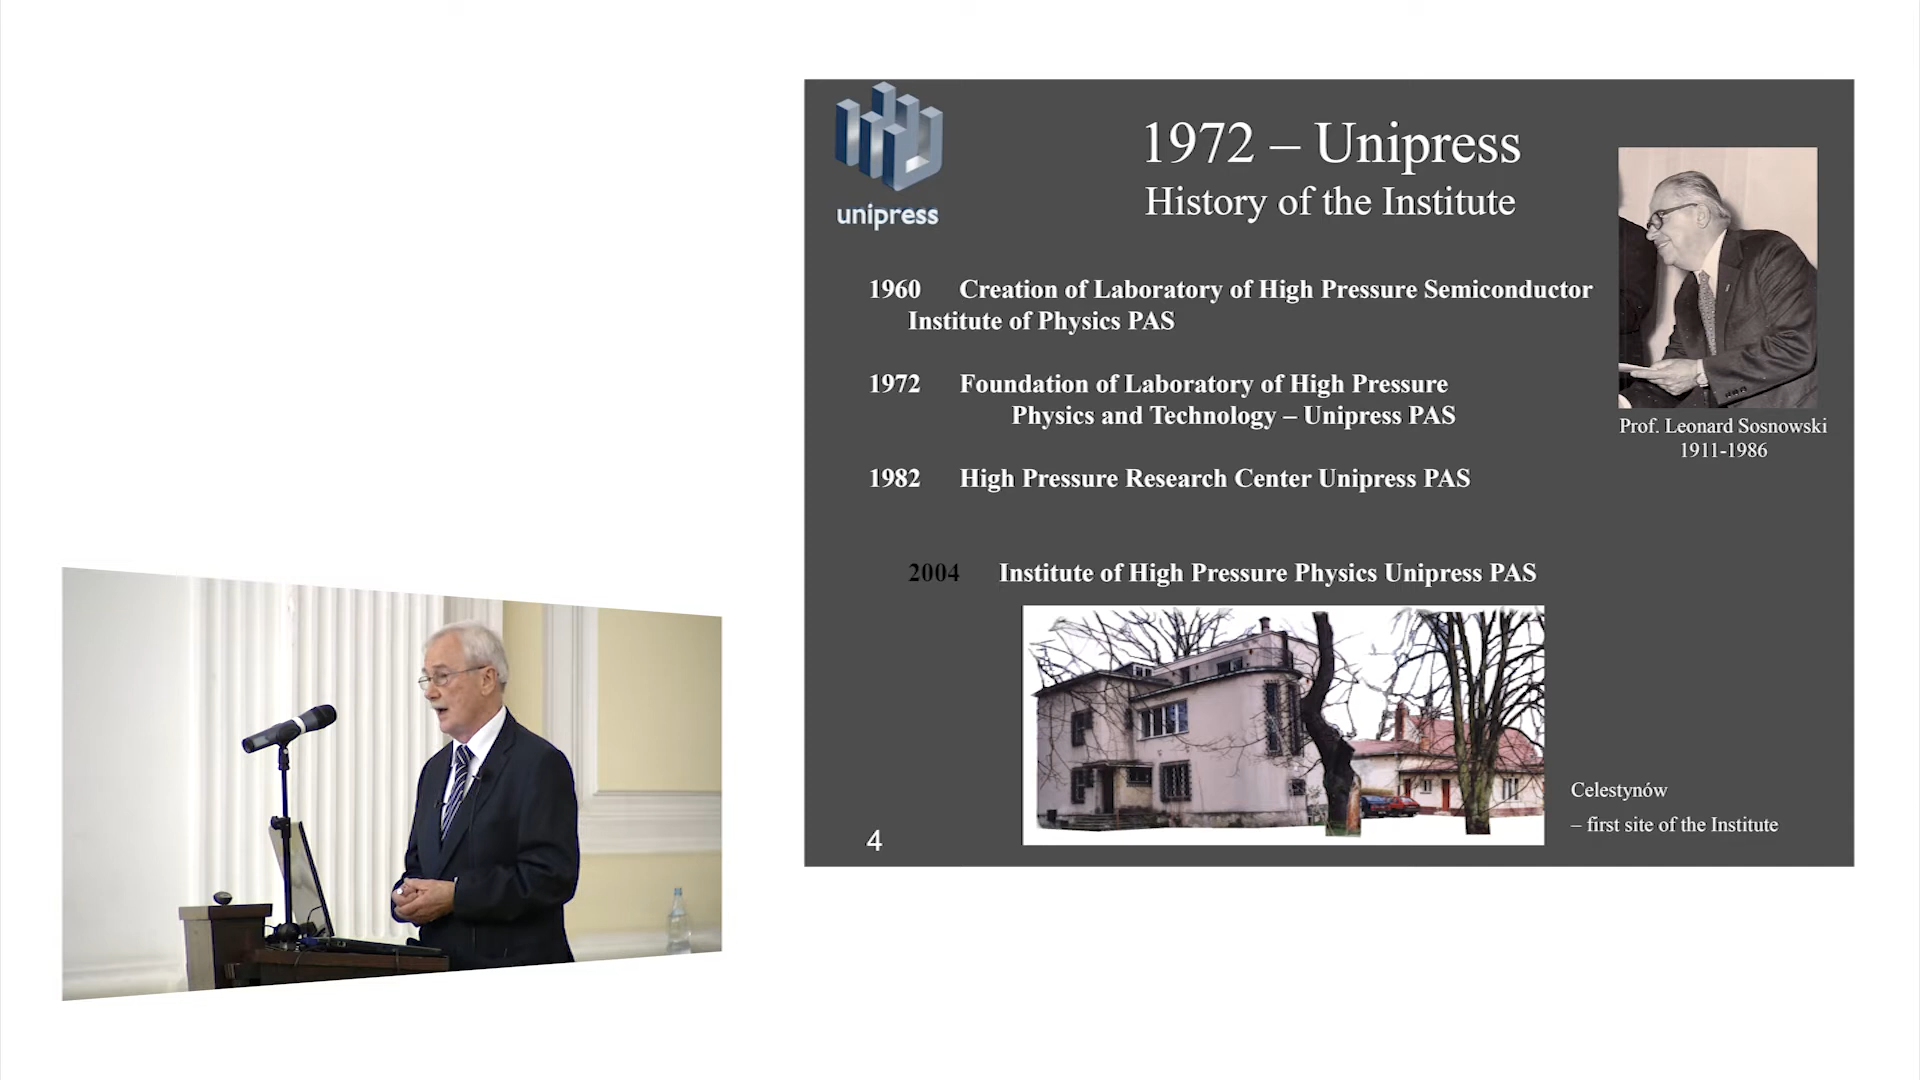 unipress
1972 – Unipress
History of the Institute
1960 Creation of Laboratory of High Pressure Semiconductor
Institute of Physics PAS
1972 Foundation of Laboratory of High Pressure
Physics and Technology – Unipress PAS
1982 High Pressure Research Center Unipress PAS
2004 Institute of High Pressure Physics Unipress PAS
Prof. Leonard Sosnowski
1911-1986
Celestynów
– first site of the Institute
4